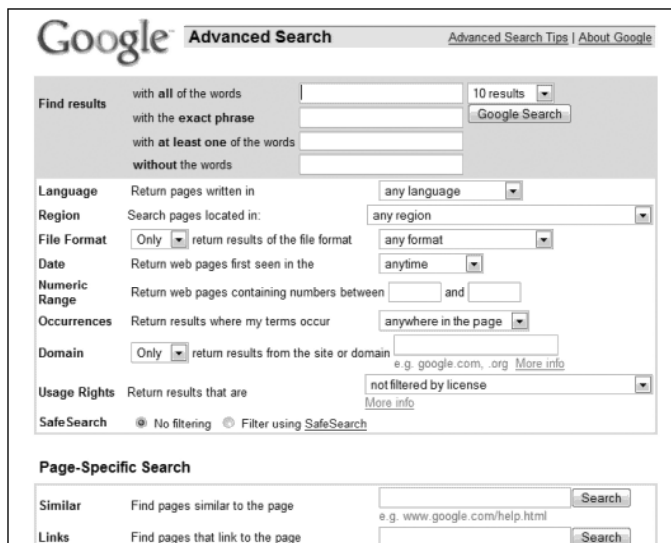 Google Advanced Search Advanced Search Tips | About Google
Find results with all of the words 10 results
with the exact phrase Google Search
with at least one of the words
without the words
Language Return pages written in any language
Region Search pages located in: any region
File Format Only return results of the file format any format
Date Return web pages first seen in the anytime
Numeric Range Return web pages containing numbers between and
Occurrences Return results where my terms occur anywhere in the page
Domain Only return results from the site or domain
e.g. google.com, .org More info
Usage Rights Return results that are not filtered by license
More info
SafeSearch No filtering Filter using SafeSearch
Page-Specific Search
Similar Find pages similar to the page Search
e.g. www.google.com/help.html
Links Find pages that link to the page Search